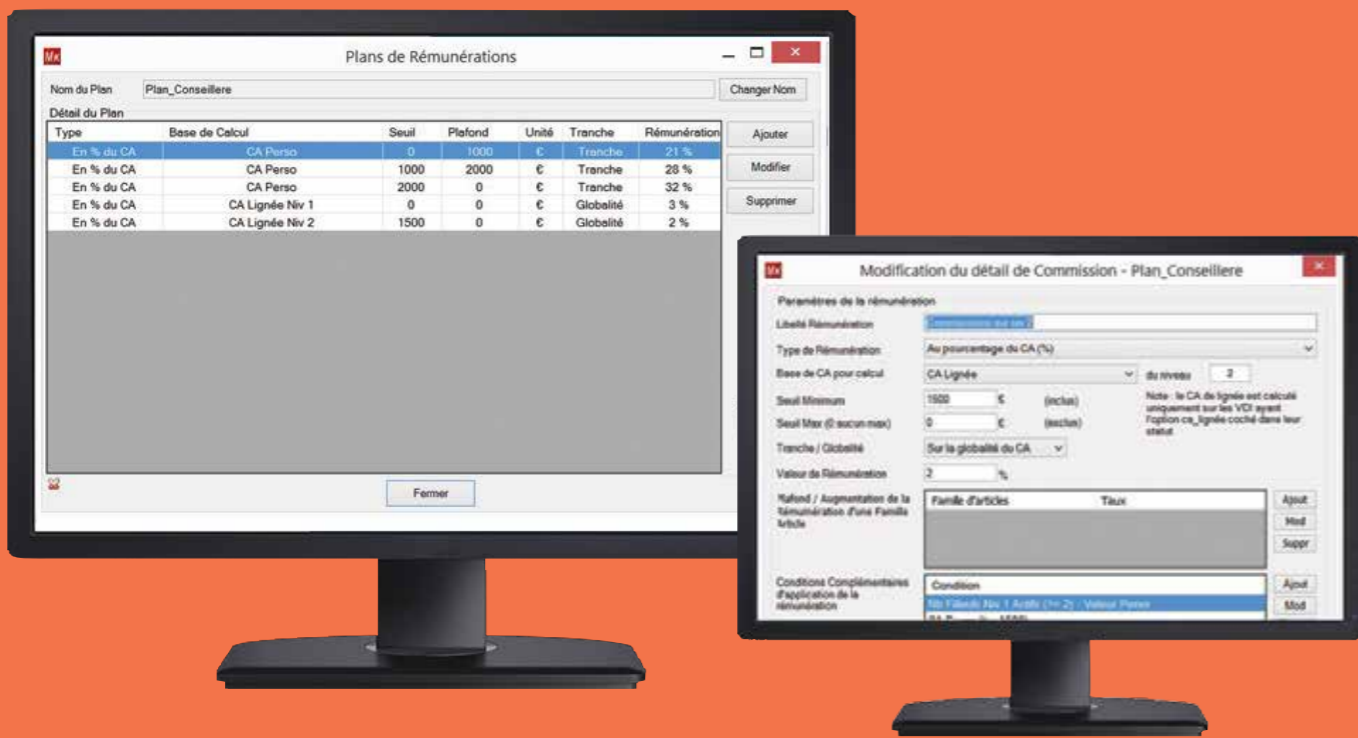 Mx
Plans de Rémunérations
Nom du Plan Plan_Conseillere Changer Nom
Détail du Plan
Type Base de Calcul Seuil Plafond Unité Tranche Rémunération
En % du CA CA Perso 0 1000 € Tranche 21 %
En % du CA CA Perso 1000 2000 € Tranche 28 %
En % du CA CA Perso 2000 0 € Tranche 32 %
En % du CA CA Lignée Niv 1 0 0 € Globalité 3 %
En % du CA CA Lignée Niv 2 1500 0 € Globalité 2 %
Ajouter
Modifier
Supprimer
Fermer
Mx
Modification du détail de Commission - Plan_Conseillere
Paramètres de la rémunération
Libellé Rémunération
Type de Rémunération Au pourcentage du CA (%)
Base de CA pour calcul CA Lignée du niveau 2
Seuil Minimum 1500 € (inclus)
Seuil Max (0 aucun max) 0 € (exclus)
Note : le CA de lignée est calculé
uniquement sur les VDI ayant
l'option ca_lignée coché dans leur
statut
Tranche / Globalité Sur la globalité du CA
Valeur de Rémunération 2 %
Plafond / Augmentation de la
Rémunération d'une Famille
Article
Famille d'articles Taux
Ajout
Mod
Suppr
Conditions Complémentaires
d'application de la
rémunération
Condition
Nb Filleuls Niv 1 Actifs (>= 2) - Valeur
Ajout
Mod